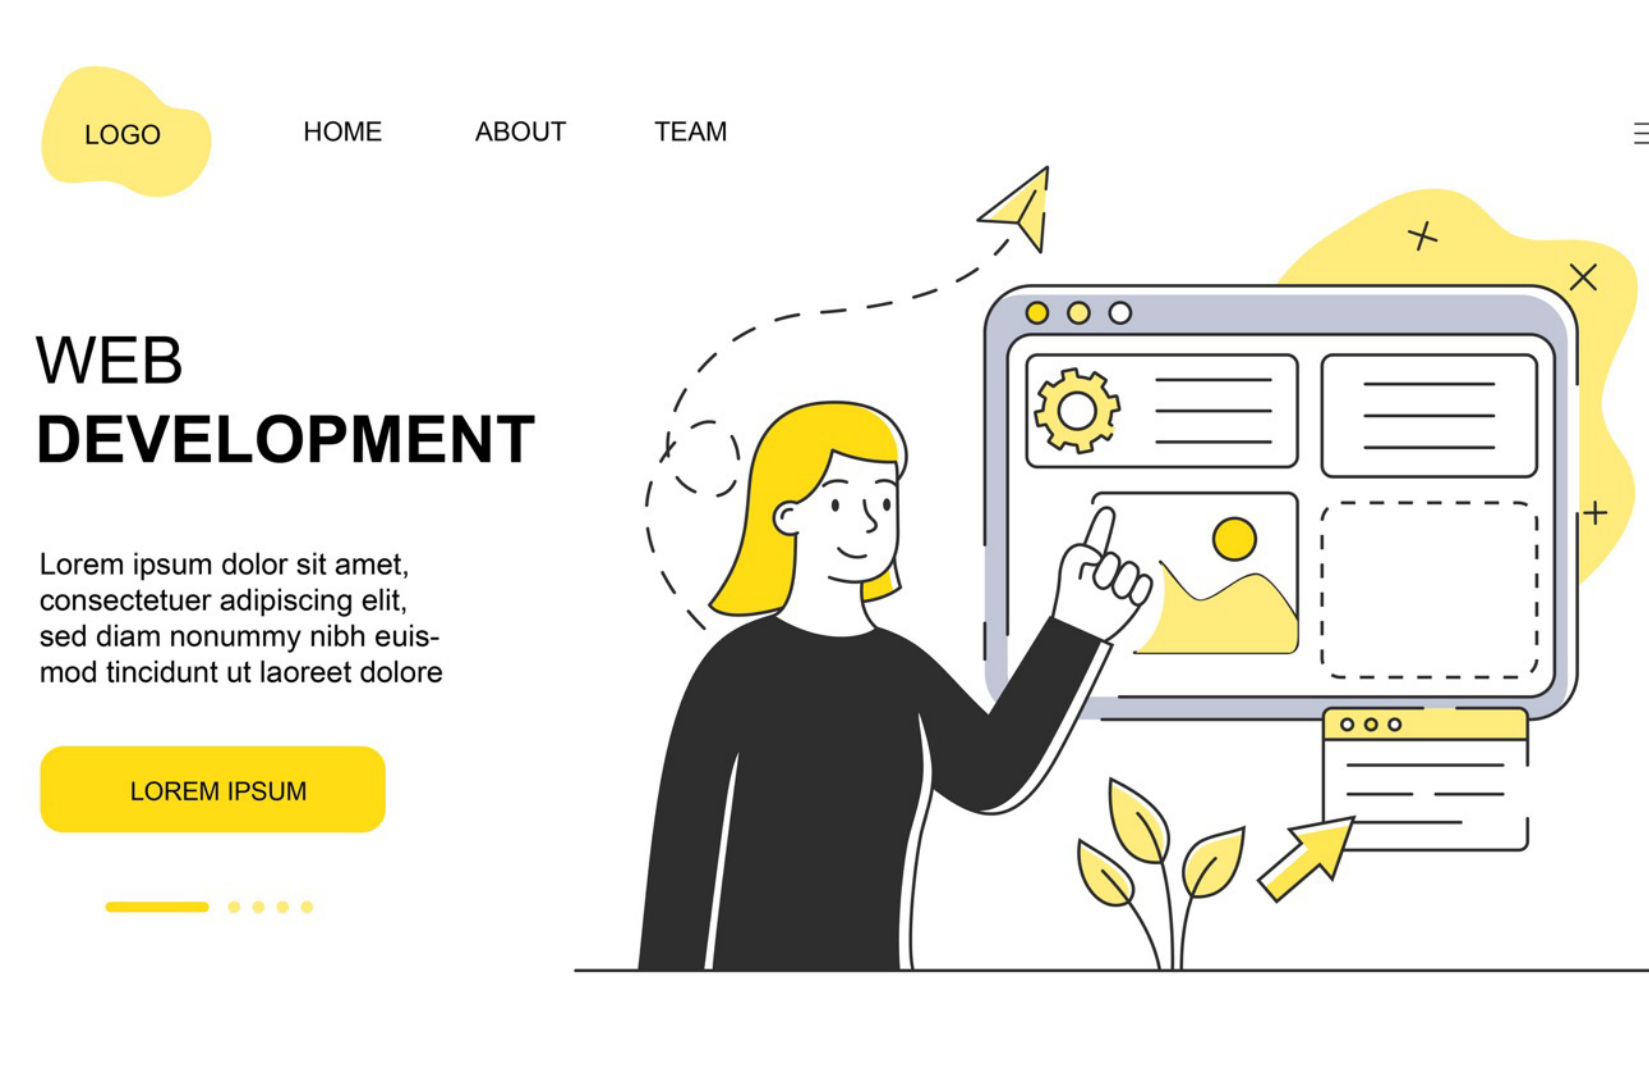 LOGO
HOME
ABOUT
TEAM
WEB
DEVELOPMENT
Lorem ipsum dolor sit amet,
consectetuer adipiscing elit,
sed diam nonummy nibh euis-
mod tincidunt ut laoreet dolore
LOREM IPSUM